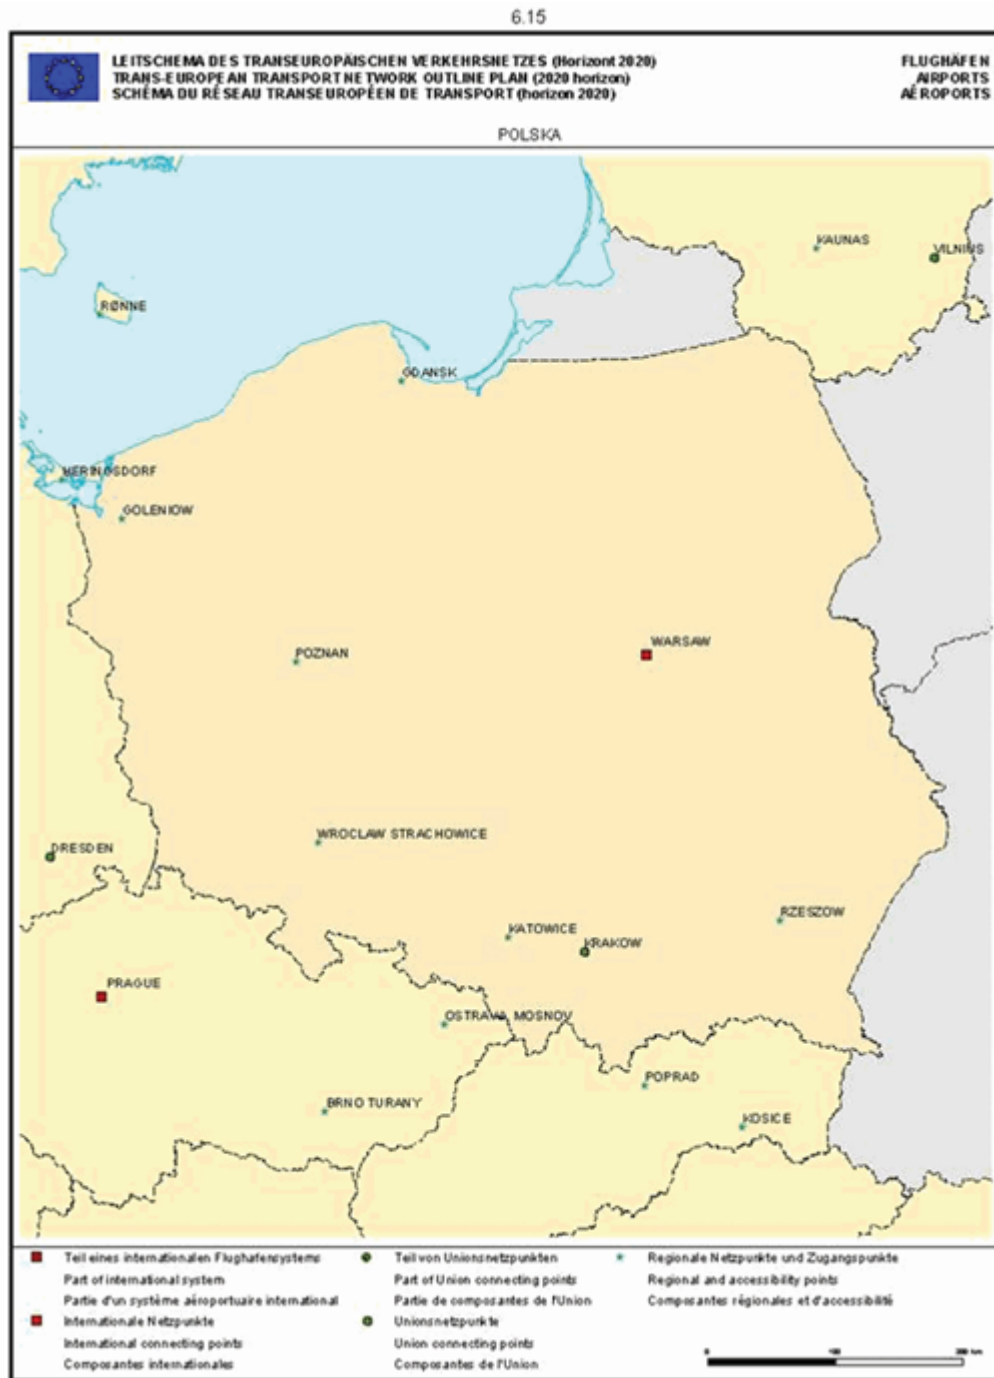 6.15
LEITSCHEMA DES TRANSEUROPÄISCHEN VERKEHRSNETZES (Horizont 2020)
TRANS-EUROPEAN TRANSPORT NETWORK OUTLINE PLAN (2020 horizon)
SCHÉMA DU RÉSEAU TRANSEUROPÉEN DE TRANSPORT (horizon 2020)
FLUGHÄFEN
AIRPORTS
AÉROPORTS
POLSKA
KAUNAS
VILNIUS
RØNNE
GDANSK
HERINGSDORF
GOLENIOW
WARSAW
POZNAN
WROCLAW STRACHOWICE
DRESDEN
RZESZOW
KATOWICE
KRAKOW
PRAGUE
OSTRAVA MOSNOV
POPRAD
BRNO TURANY
KOSICE
Teil eines internationalen Flughafensystems
Part of international system
Partie d'un système aéroportuaire international
Internationale Netzpunkte
International connecting points
Composantes internationales
Teil von Unionsnetzpunkten
Part of Union connecting points
Partie de composantes de l'Union
Unionsnetzpunkte
Union connecting points
Composantes de l'Union
Regionale Netzpunkte und Zugangspunkte
Regional and accessibility points
Composantes régionales et d'accessibilité
0 100 200 km